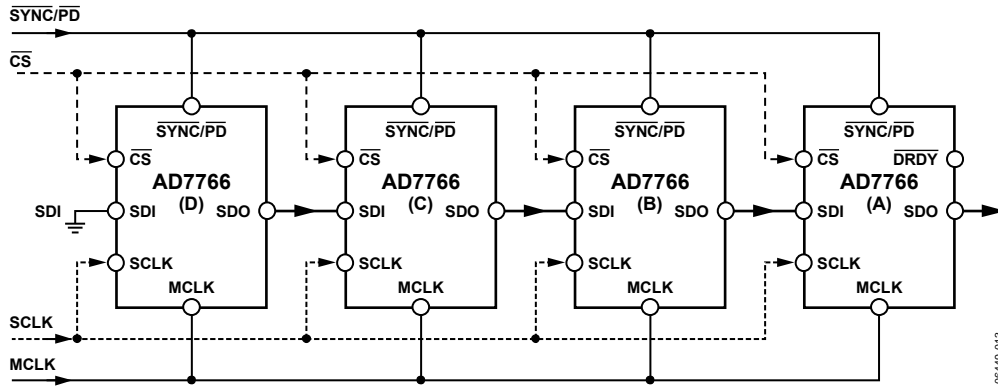 SYNC/PD
CS
SYNC/PD SYNC/PD SYNC/PD SYNC/PD
CS CS CS CS DRDY
AD7766 AD7766 AD7766 AD7766
(D) (C) (B) (A)
SDI SDI SDO SDI SDO SDI SDO SDI SDO
SCLK SCLK SCLK SCLK
MCLK MCLK MCLK MCLK
SCLK
MCLK